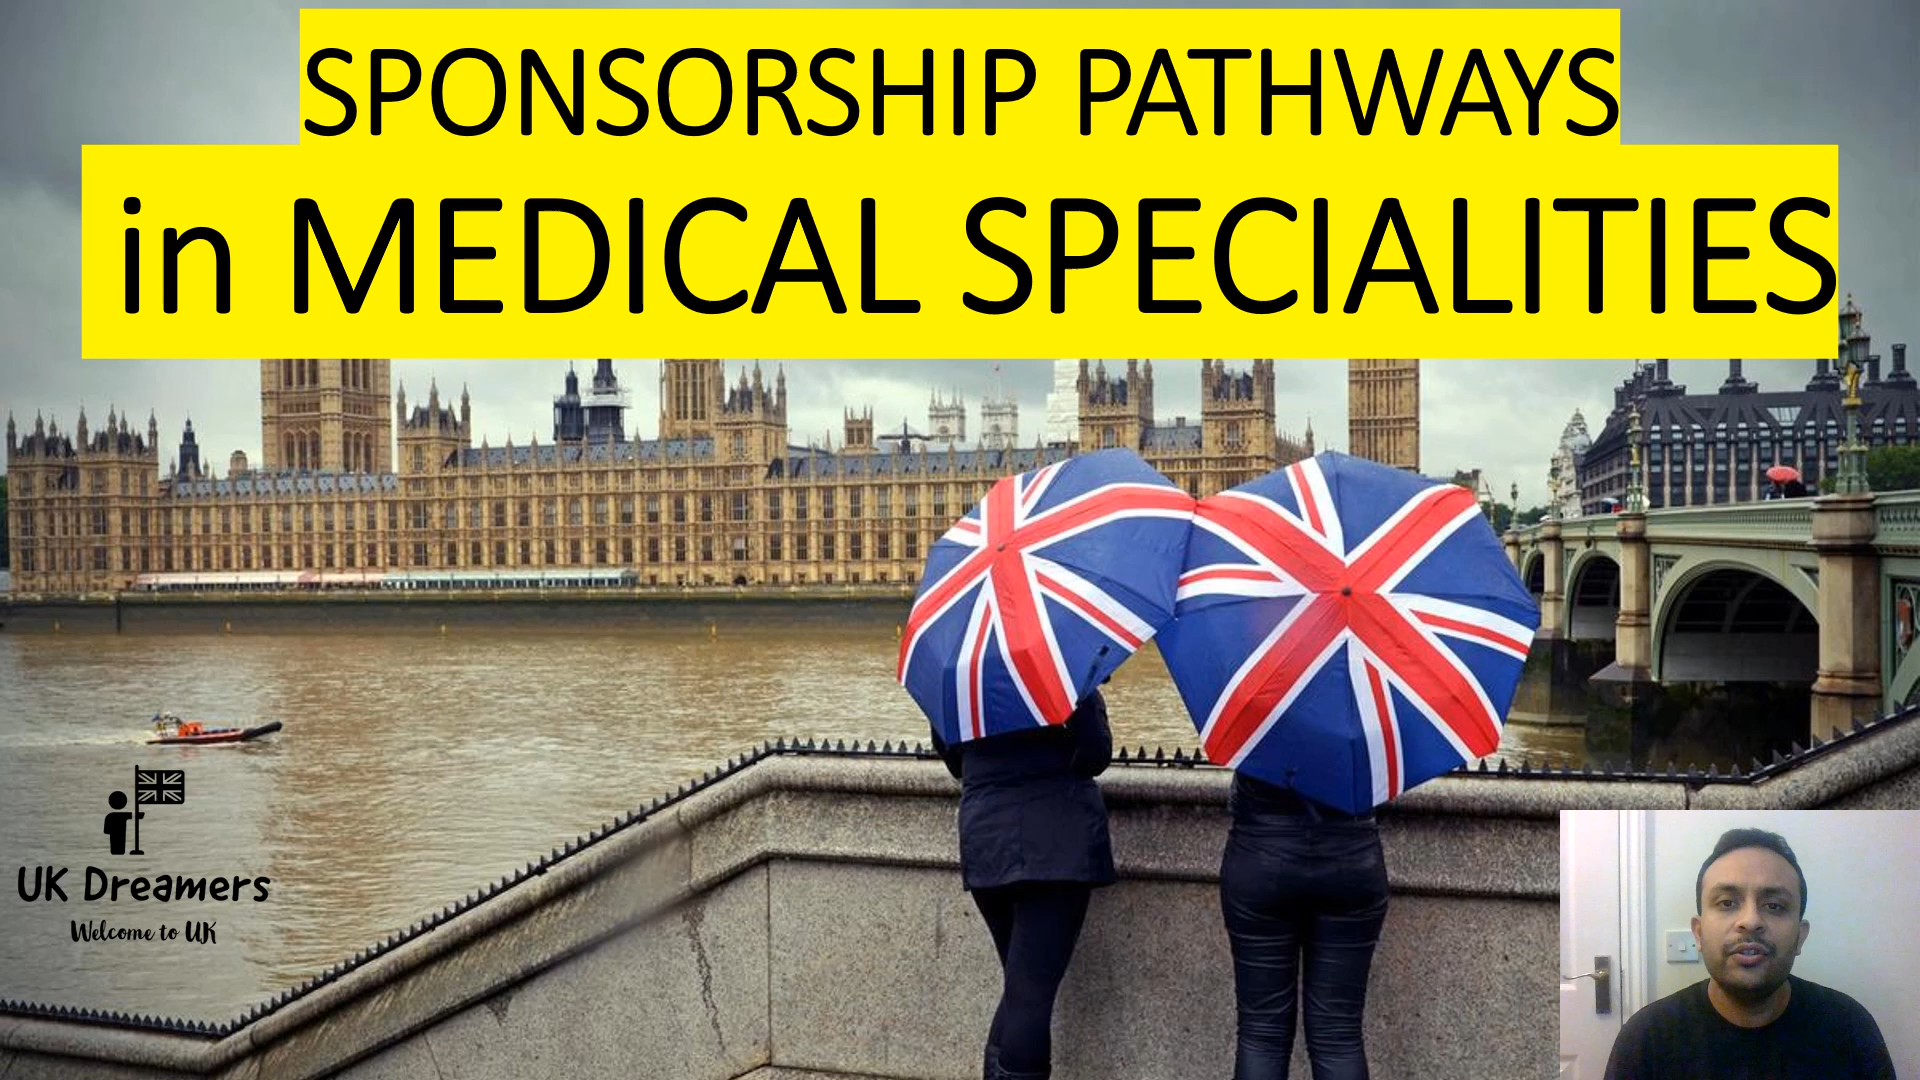 SPONSORSHIP PATHWAYS
in MEDICAL SPECIALITIES
UK Dreamers
Welcome to UK